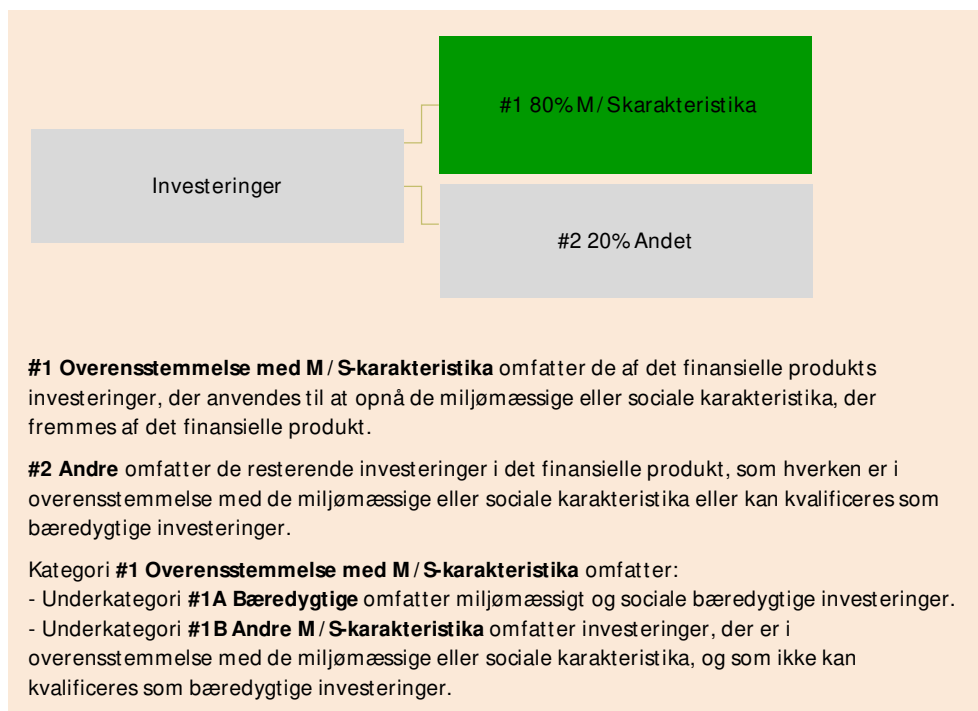 #1 80% M / Skarakteristika
Investeringer
#2 20% Andet
#1 Overensstemmelse med M / S-karakteristika omfatter de af det finansielle produkts
investeringer, der anvendes til at opnå de miljømæssige eller sociale karakteristika, der
fremmes af det finansielle produkt.
#2 Andre omfatter de resterende investeringer i det finansielle produkt, som hverken er i
overensstemmelse med de miljømæssige eller sociale karakteristika eller kan kvalificeres som
bæredygtige investeringer.
Kategori #1 Overensstemmelse med M / S-karakteristika omfatter:
- Underkategori #1A Bæredygtige omfatter miljømæssigt og sociale bæredygtige investeringer.
- Underkategori #1B Andre M / S-karakteristika omfatter investeringer, der er i
overensstemmelse med de miljømæssige eller sociale karakteristika, og som ikke kan
kvalificeres som bæredygtige investeringer.